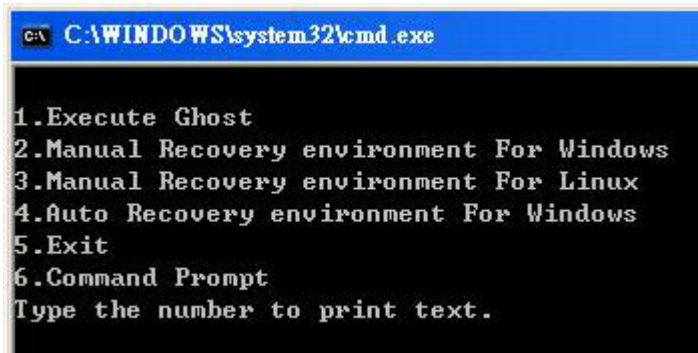 C:\WINDOWS\system32\cmd.exe
1.Execute Ghost
2.Manual Recovery environment For Windows
3.Manual Recovery environment For Linux
4.Auto Recovery environment For Windows
5.Exit
6.Command Prompt
Type the number to print text.